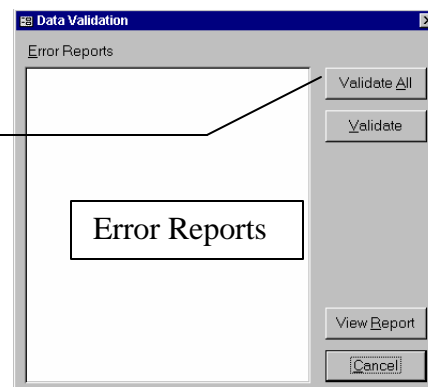 Data Validation
Error Reports
Validate All
Validate
Error Reports
View Report
Cancel